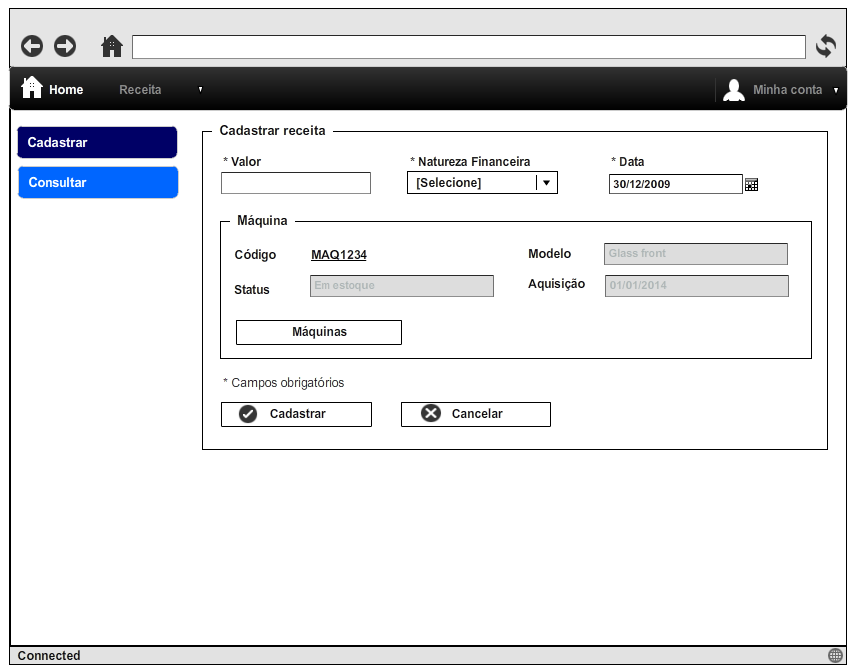 Home Receita Minha conta
Cadastrar
Consultar
Cadastrar receita
* Valor * Natureza Financeira * Data
[Selecione] 30/12/2009
Máquina
Código MAQ1234 Modelo Glass front
Status Em estoque Aquisição 01/01/2014
Máquinas
* Campos obrigatórios
Cadastrar Cancelar
Connected